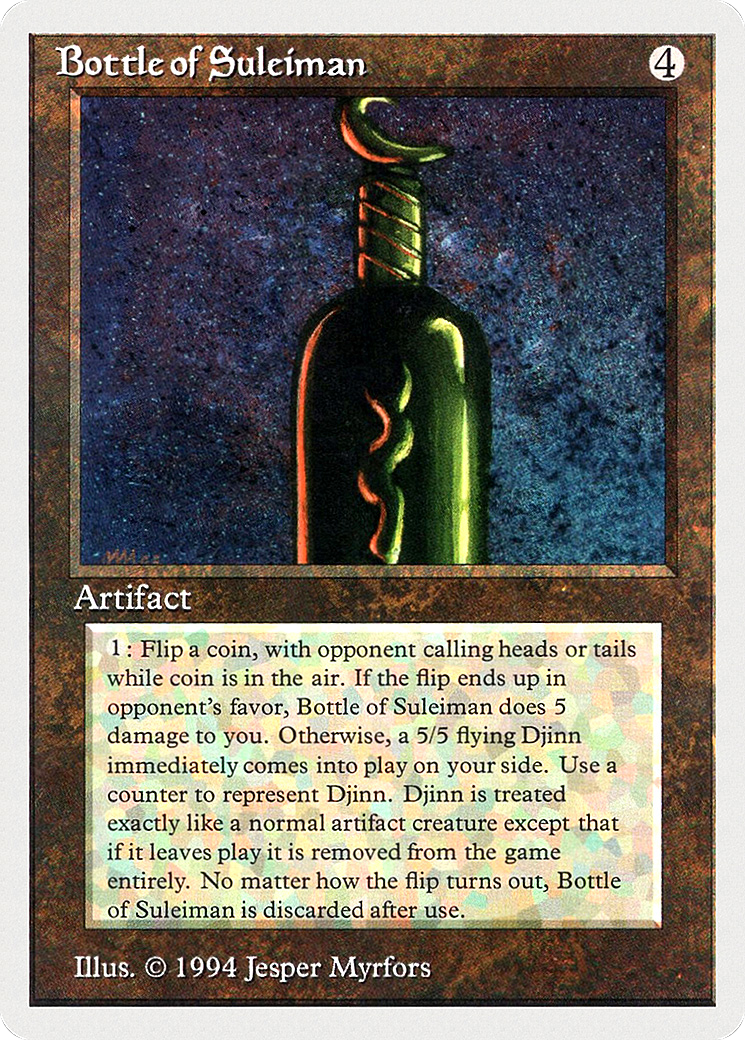 Bottle of Suleiman
4
Artifact
1: Flip a coin, with opponent calling heads or tails
while coin is in the air. If the flip ends up in
opponent's favor, Bottle of Suleiman does 5
damage to you. Otherwise, a 5/5 flying Djinn
immediately comes into play on your side. Use a
counter to represent Djinn. Djinn is treated
exactly like a normal artifact creature except that
if it leaves play it is removed from the game
entirely. No matter how the flip turns out, Bottle
of Suleiman is discarded after use.
Illus. © 1994 Jesper Myrfors